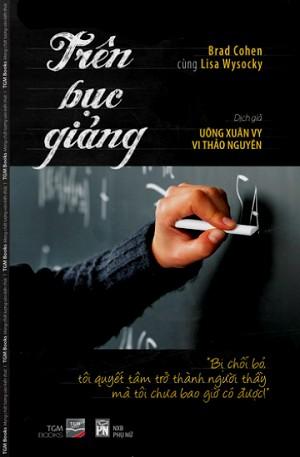 Trên
bục
giảng
Brad Cohen
cùng Lisa Wysocky
Dịch giả
UÔNG XUÂN VY
VI THẢO NGUYÊN
"Bị chối bỏ,
tôi quyết tâm trở thành người thầy
mà tôi chưa bao giờ có được!"
TGM
BOOKS
TGM
PN
NXB
PHỤ NỮ